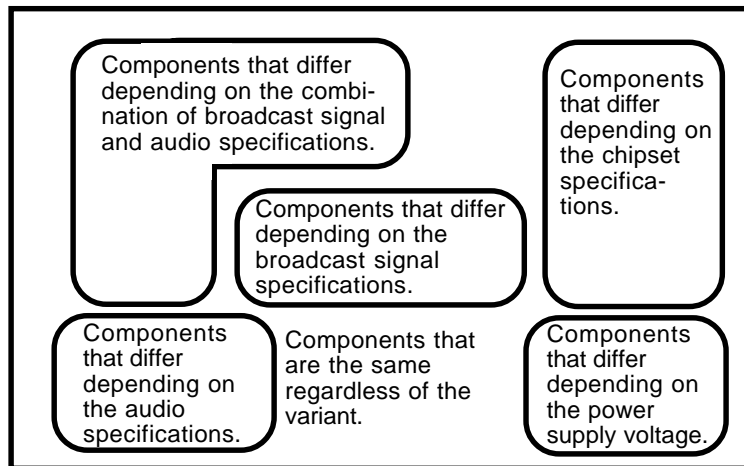 Components that differ
depending on the combi-
nation of broadcast signal
and audio specifications.
Components
that differ
depending on
the chipset
specifica-
tions.
Components that differ
depending on the
broadcast signal
specifications.
Components
that differ
depending on
the audio
specifications.
Components that
are the same
regardless of the
variant.
Components
that differ
depending on
the power
supply voltage.